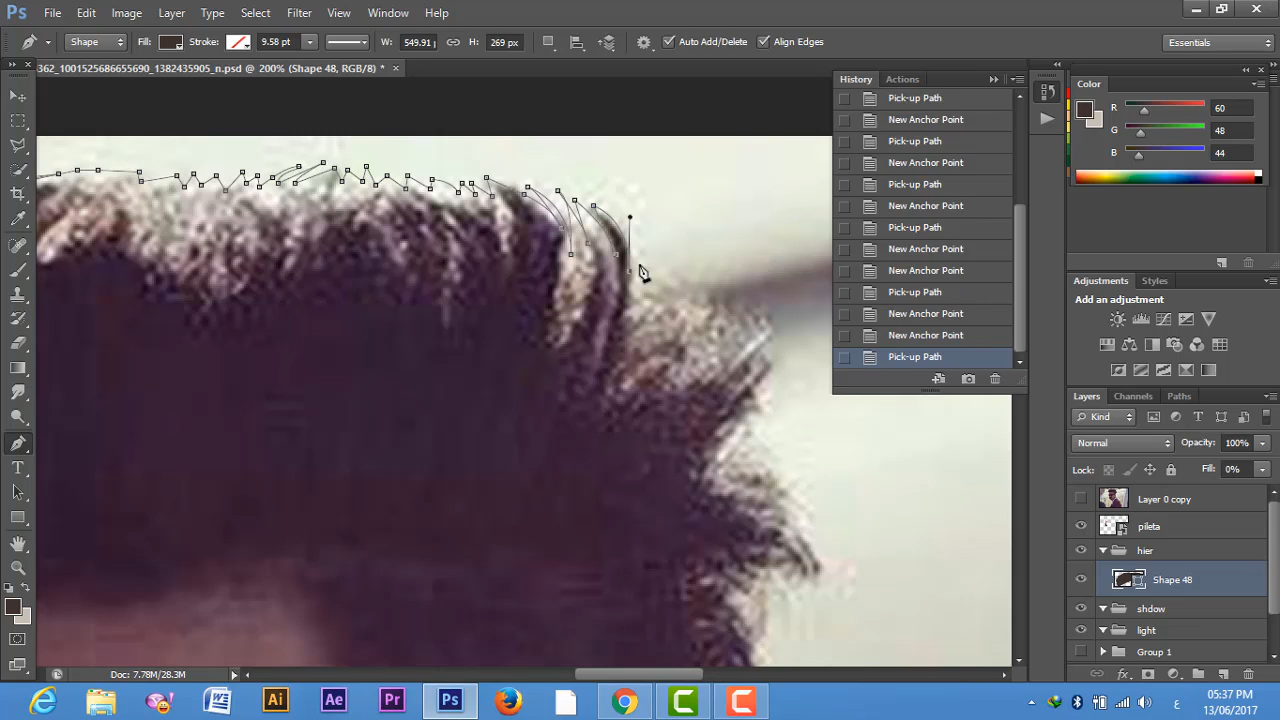 Ps File Edit Image Layer Type Select Filter View Window Help
Shape Fill: Stroke: 9.58 pt W: 549.91 H: 269 px Auto Add/Delete Align Edges Essentials
362_1001525686655690_1382435905_n.psd @ 200% (Shape 48, RGB/8) *
History Actions
Pick-up Path
New Anchor Point
Pick-up Path
New Anchor Point
Pick-up Path
New Anchor Point
Pick-up Path
New Anchor Point
New Anchor Point
Pick-up Path
New Anchor Point
New Anchor Point
Pick-up Path
Color
R 60
G 48
B 44
Adjustments Styles
Add an adjustment
Layers Channels Paths
Kind
Normal Opacity: 100%
Lock: Fill: 0%
Layer 0 copy
pileta
hier
Shape 48
shdow
light
Group 1
fx
Doc: 7.78M/28.3M
W Ai Ae Pr Ps C C
ع
05:37 PM
13/06/2017